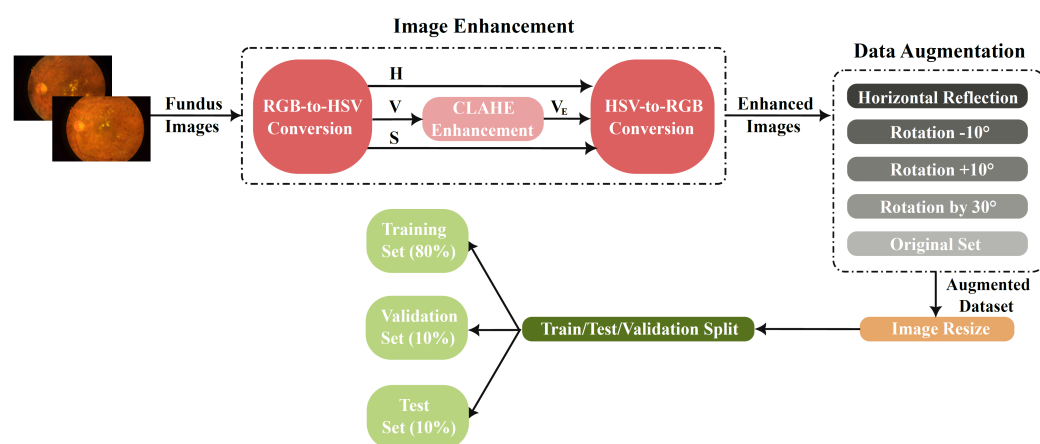 Image Enhancement
Data Augmentation
Fundus
Images
RGB-to-HSV
Conversion
H
V
S
CLAHE
Enhancement
V_E
HSV-to-RGB
Conversion
Enhanced
Images
Horizontal Reflection
Rotation -10°
Rotation +10°
Rotation by 30°
Original Set
Augmented
Dataset
Image Resize
Train/Test/Validation Split
Training
Set (80%)
Validation
Set (10%)
Test
Set (10%)